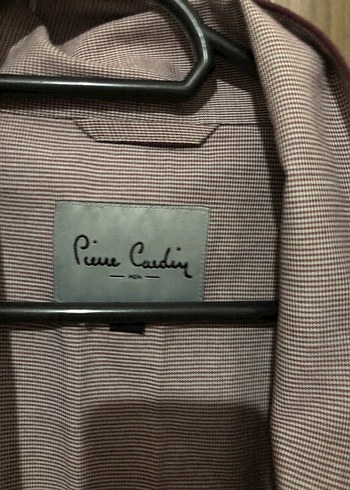 Pierre Cardin
— MEN —